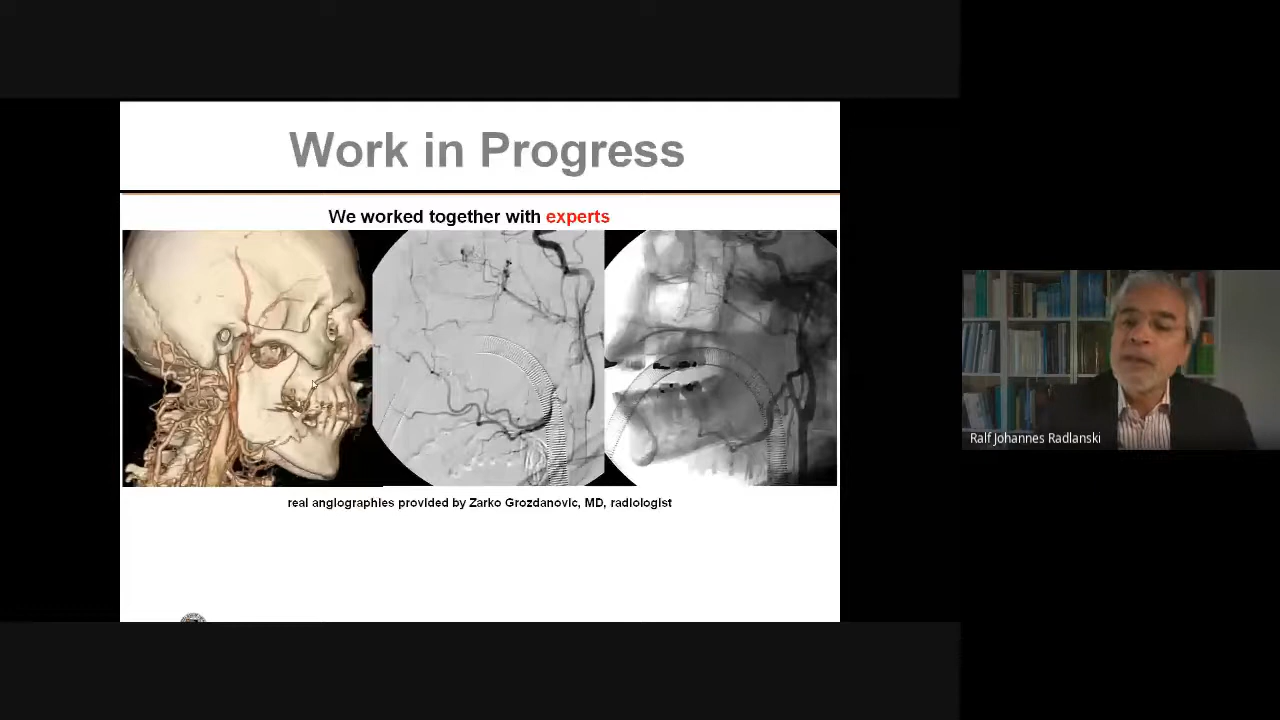 Work in Progress
We worked together with experts
real angiographies provided by Zarko Grozdanovic, MD, radiologist
Ralf Johannes Radlanski